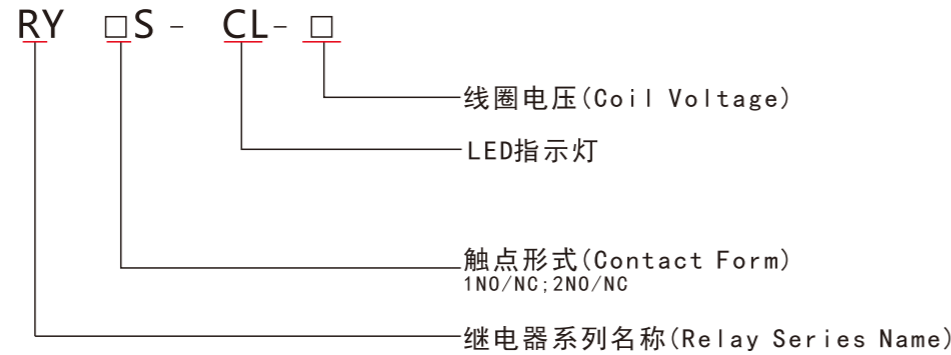 RY □S - CL- □
线圈电压(Coil Voltage)
LED指示灯
触点形式(Contact Form)
1NO/NC;2NO/NC
继电器系列名称(Relay Series Name)